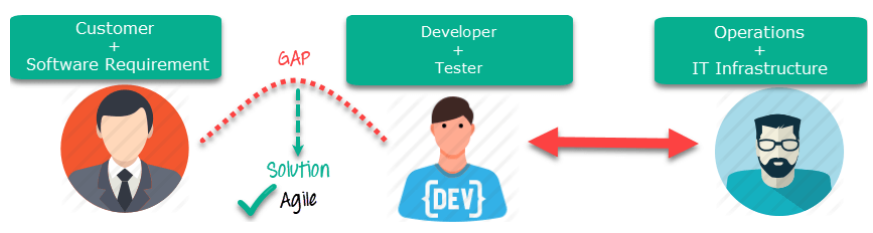 Customer
+
Software Requirement
GAP
Developer
+
Tester
Operations
+
IT Infrastructure
Solution
Agile
{DEV}